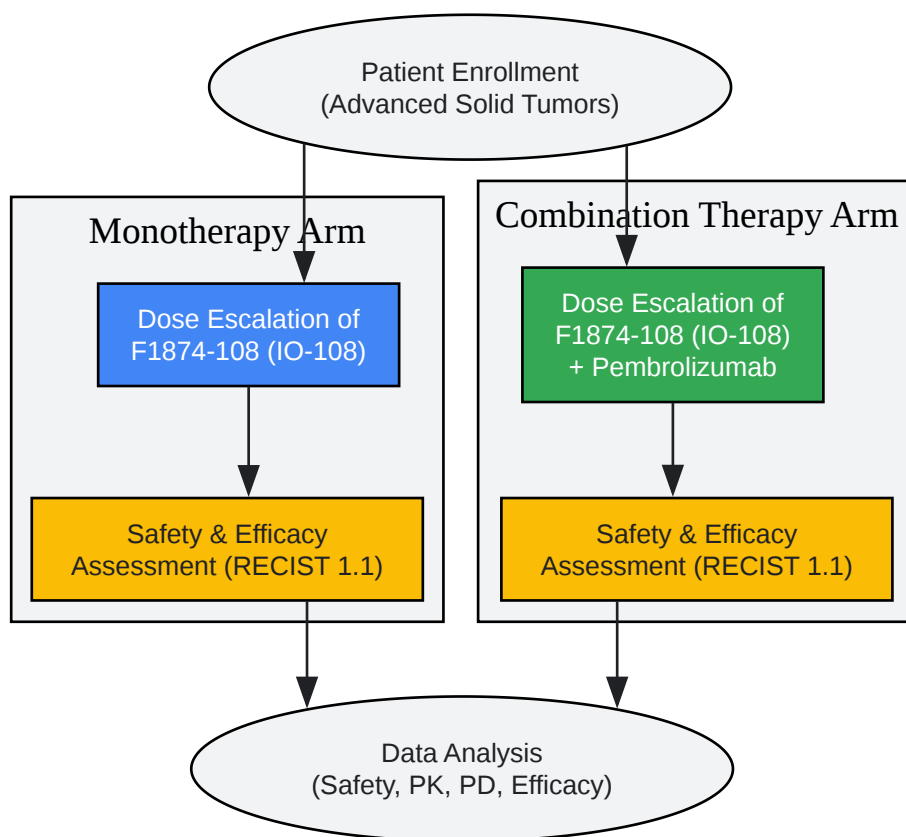 Patient Enrollment
(Advanced Solid Tumors)
Monotherapy Arm
Dose Escalation of
F1874-108 (IO-108)
Safety & Efficacy
Assessment (RECIST 1.1)
Combination Therapy Arm
Dose Escalation of
F1874-108 (IO-108)
+ Pembrolizumab
Safety & Efficacy
Assessment (RECIST 1.1)
Data Analysis
(Safety, PK, PD, Efficacy)